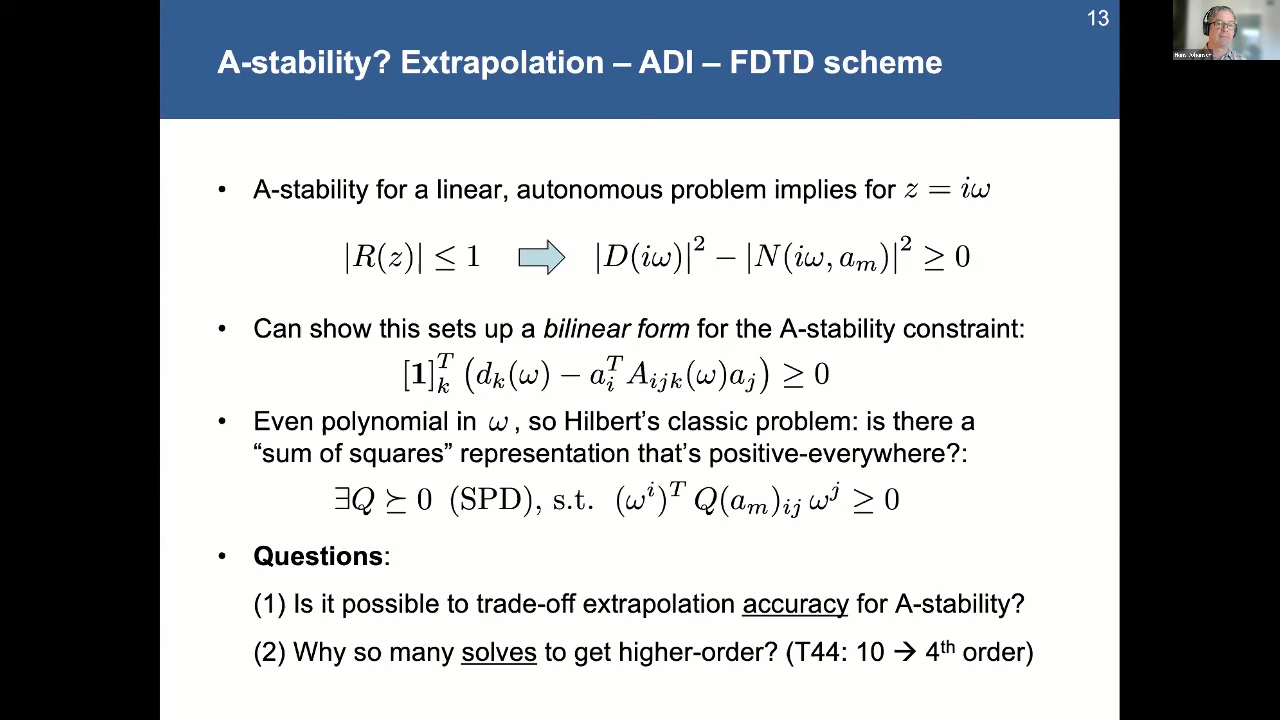 13
A-stability? Extrapolation – ADI – FDTD scheme
• A-stability for a linear, autonomous problem implies for z = iω
|R(z)| ≤ 1 ⇒ |D(iω)|² − |N(iω, aₘ)|² ≥ 0
• Can show this sets up a bilinear form for the A-stability constraint:
[1]ₖᵀ (dₖ(ω) − aᵢᵀ Aᵢⱼₖ(ω)aⱼ) ≥ 0
• Even polynomial in ω, so Hilbert's classic problem: is there a
“sum of squares” representation that's positive-everywhere?:
∃Q ⪰ 0 (SPD), s.t. (ωⁱ)ᵀ Q(aₘ)ᵢⱼ ωʲ ≥ 0
• Questions:
(1) Is it possible to trade-off extrapolation accuracy for A-stability?
(2) Why so many solves to get higher-order? (T44: 10 → 4ᵗʰ order)